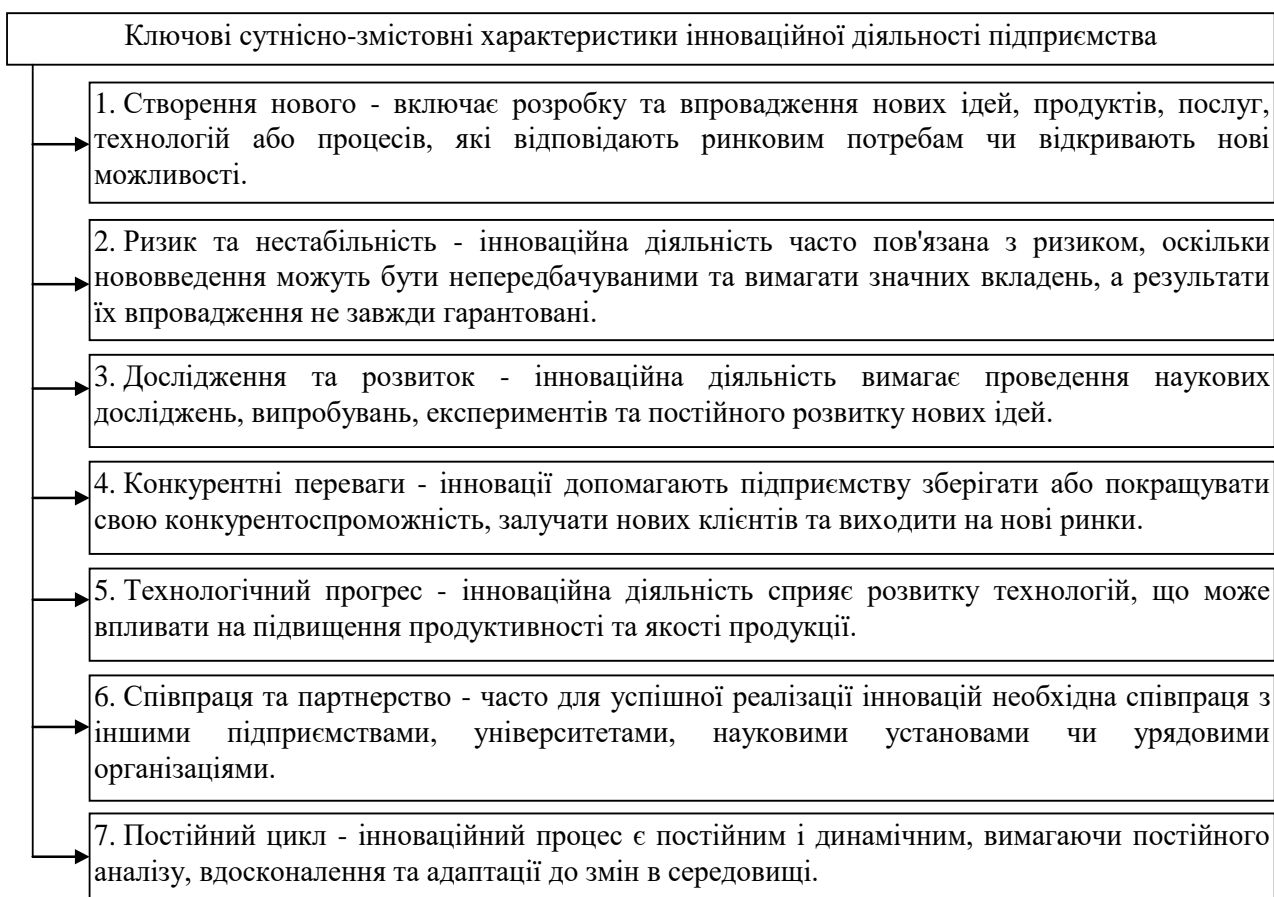 Ключові сутнісно-змістовні характеристики інноваційної діяльності підприємства
1. Створення нового - включає розробку та впровадження нових ідей, продуктів, послуг,
технологій або процесів, які відповідають ринковим потребам чи відкривають нові
можливості.
2. Ризик та нестабільність - інноваційна діяльність часто пов'язана з ризиком, оскільки
нововведення можуть бути непередбачуваними та вимагати значних вкладень, а результати
їх впровадження не завжди гарантовані.
3. Дослідження та розвиток - інноваційна діяльність вимагає проведення наукових
досліджень, випробувань, експериментів та постійного розвитку нових ідей.
4. Конкурентні переваги - інновації допомагають підприємству зберігати або покращувати
свою конкурентоспроможність, залучати нових клієнтів та виходити на нові ринки.
5. Технологічний прогрес - інноваційна діяльність сприяє розвитку технологій, що може
впливати на підвищення продуктивності та якості продукції.
6. Співпраця та партнерство - часто для успішної реалізації інновацій необхідна співпраця з
іншими підприємствами, університетами, науковими установами чи урядовими
організаціями.
7. Постійний цикл - інноваційний процес є постійним і динамічним, вимагаючи постійного
аналізу, вдосконалення та адаптації до змін в середовищі.